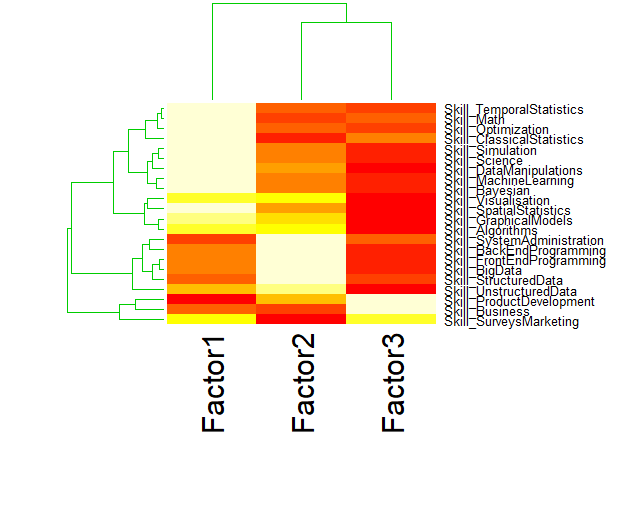 Skill_TemporalStatistics
Skill_Math
Skill_Optimization
Skill_ClassicalStatistics
Skill_Simulation
Skill_Science
Skill_DataManipulations
Skill_MachineLearning
Skill_Bayesian
Skill_Visualisation
Skill_SpatialStatistics
Skill_GraphicalModels
Skill_Algorithms
Skill_SystemAdministration
Skill_BackEndProgramming
Skill_FrontEndProgramming
Skill_BigData
Skill_StructuredData
Skill_UnstructuredData
Skill_ProductDevelopment
Skill_Business
Skill_SurveysMarketing
Factor1
Factor2
Factor3